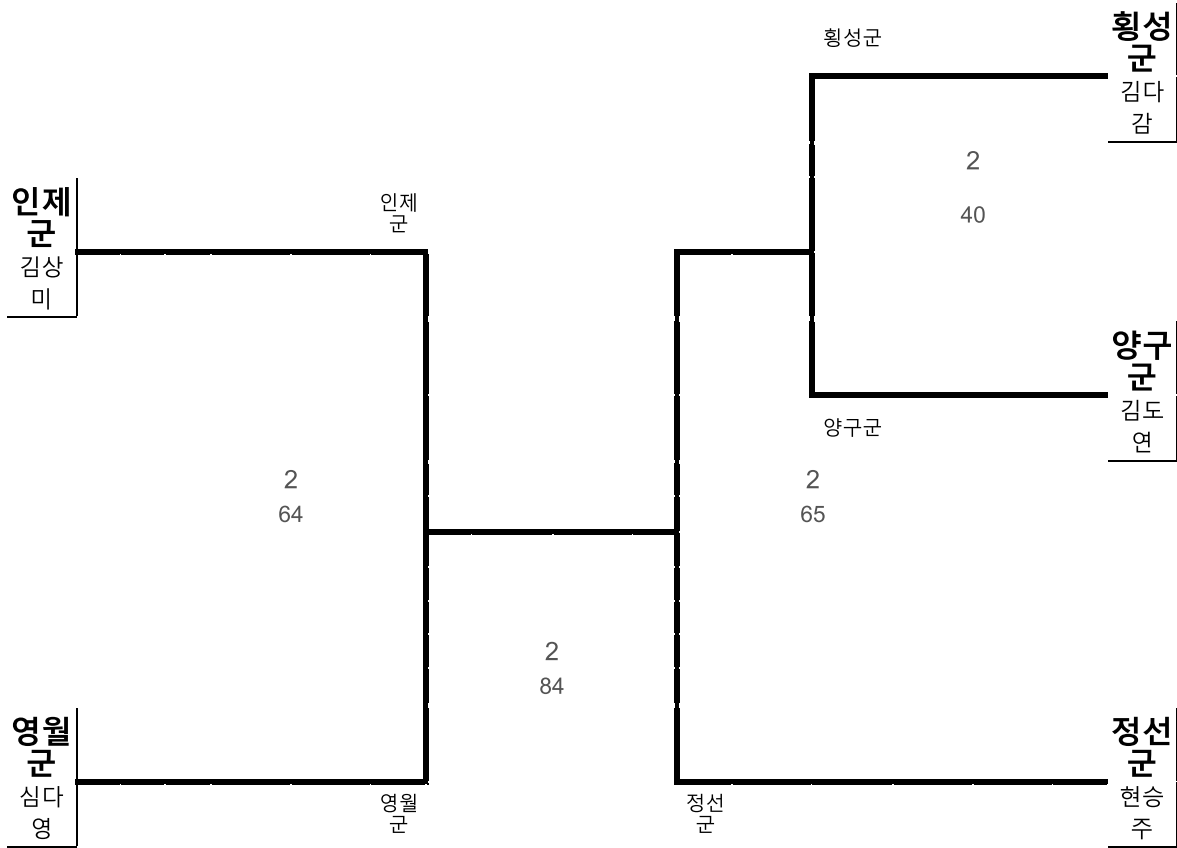 횡성군
횡성
군
김다
감
2
40
인제
군
김상
미
인제
군
양구
군
김도
연
양구군
2
64
2
65
2
84
영월
군
심다
영
영월
군
정선
군
정선
군
현승
주